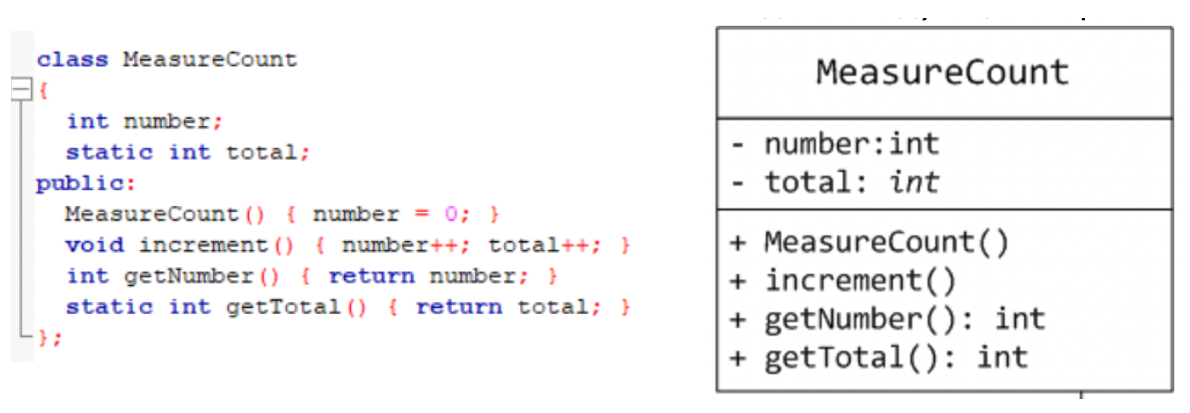 class MeasureCount
{
int number;
static int total;
public:
MeasureCount() { number = 0; }
void increment() { number++; total++; }
int getNumber() { return number; }
static int getTotal() { return total; }
};
MeasureCount
- number:int
- total: int
+ MeasureCount()
+ increment()
+ getNumber(): int
+ getTotal(): int